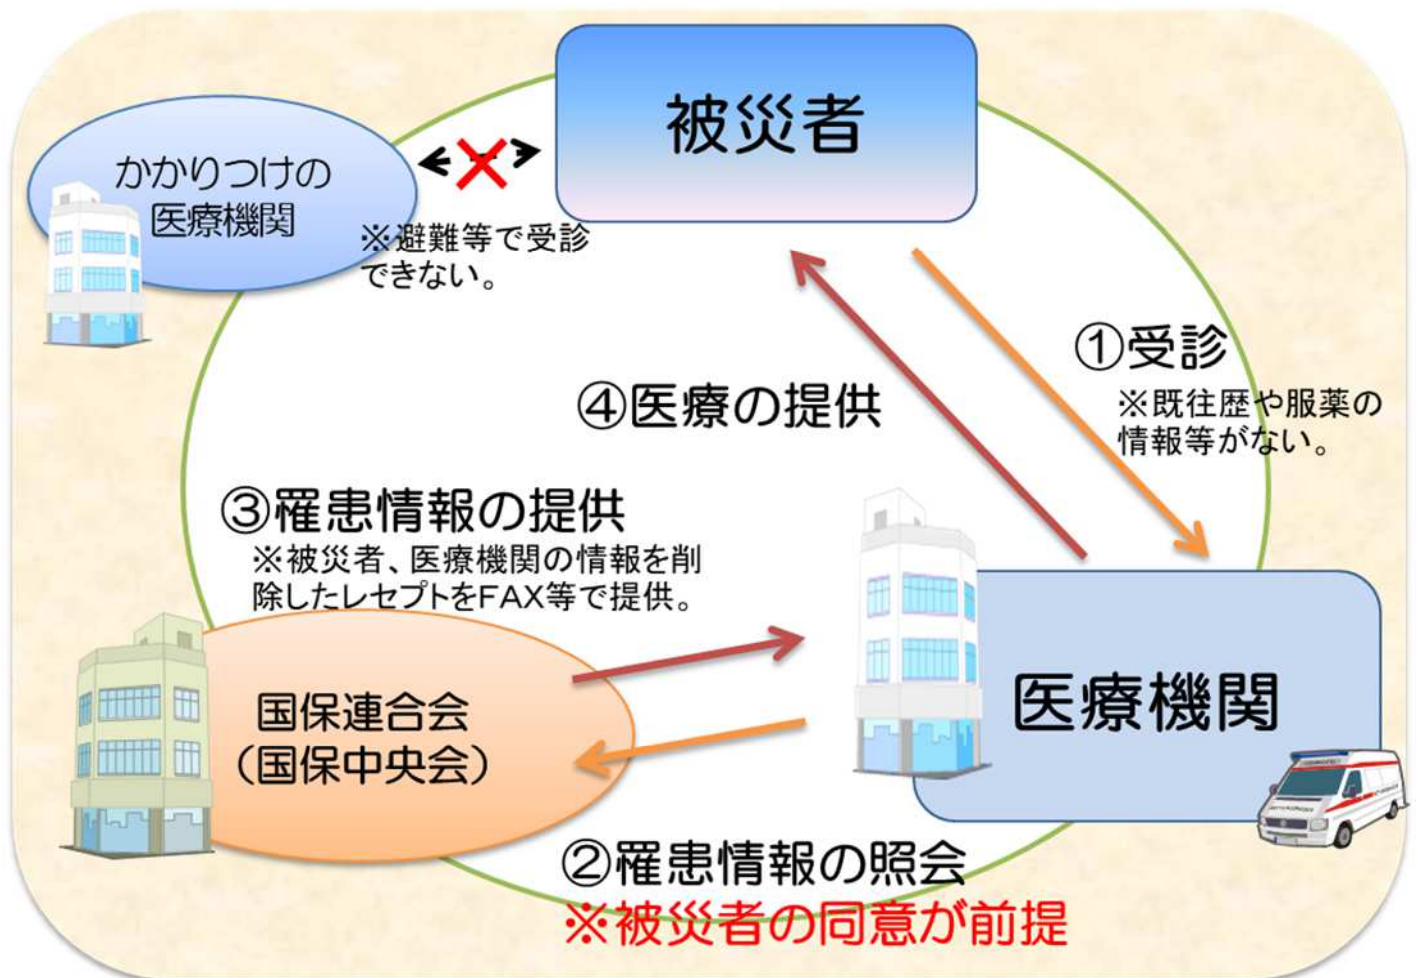 被災者
かかりつけの
医療機関
※避難等で受診
できない。
①受診
※既往歴や服薬の
情報等がない。
④医療の提供
③罹患情報の提供
※被災者、医療機関の情報を削
除したレセプトをFAX等で提供。
国保連合会
（国保中央会）
医療機関
②罹患情報の照会
※被災者の同意が前提